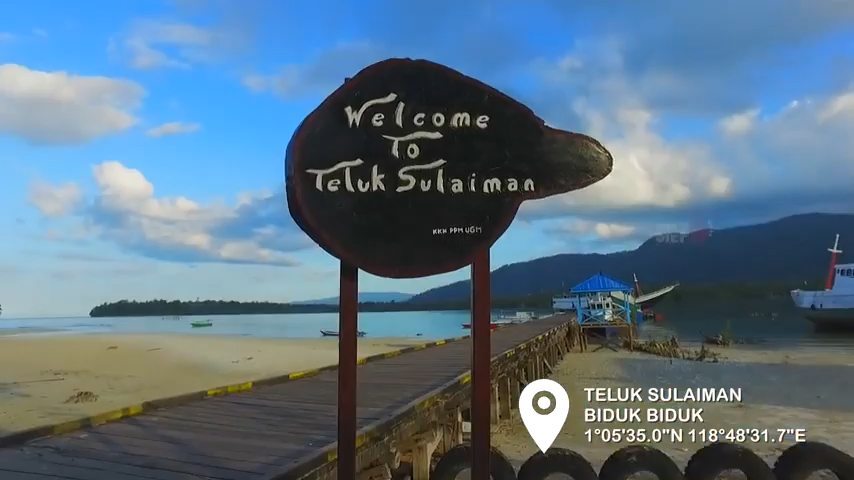 Welcome
To
Teluk Sulaiman
KKN PPM UGM
TELUK SULAIMAN
BIDUK BIDUK
1°05'35.0"N 118°48'31.7"E